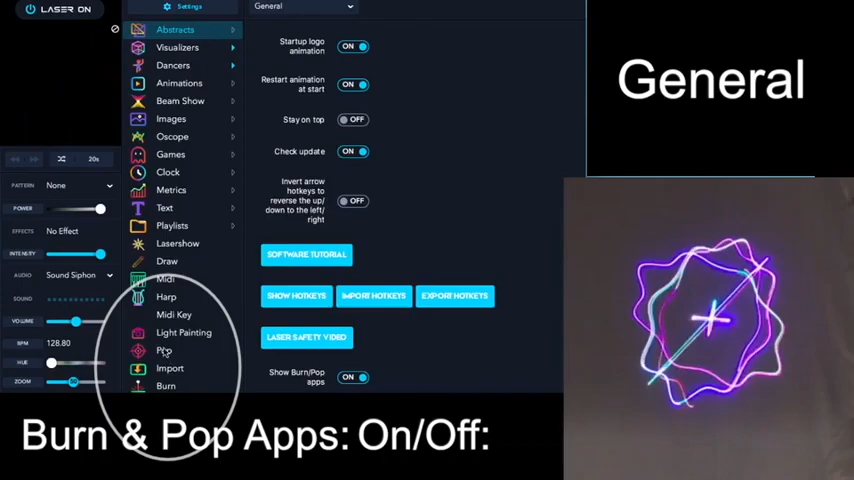 LASER ON
Settings
General
Abstracts
Visualizers
Dancers
Animations
Beam Show
Images
Oscope
Games
Clock
Metrics
Text
Playlists
Lasershow
Draw
Midi
Harp
Midi Key
Light Painting
Pop
Import
Burn
20s
PATTERN None
POWER
EFFECTS No Effect
INTENSITY
AUDIO Sound Siphon
SOUND
VOLUME
BPM 128.80
HUE
ZOOM
Startup logo
animation
ON
Restart animation
at start
ON
Stay on top
OFF
Check update
ON
Invert arrow
hotkeys to
reverse the up/
down to the left/
right
OFF
SOFTWARE TUTORIAL
SHOW HOTKEYS
IMPORT HOTKEYS
EXPORT HOTKEYS
LASER SAFETY VIDEO
Show Burn/Pop
apps
ON
General
Burn & Pop Apps: On/Off: